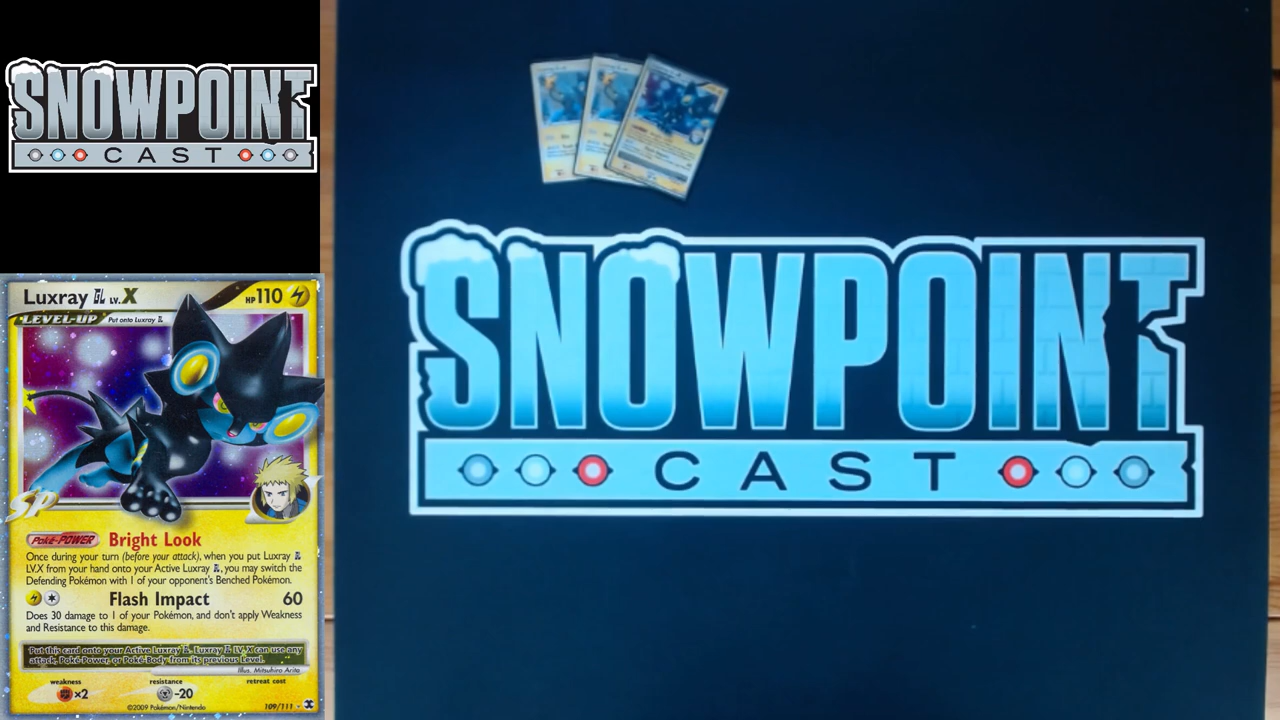 SNOWPOINT
CAST
Luxray GL LV.X
HP 110
LEVEL-UP Put onto Luxray GL
SP
Poké-POWER Bright Look
Once during your turn (before your attack), when you put Luxray GL
LV.X from your hand onto your Active Luxray GL, you may switch the
Defending Pokémon with 1 of your opponent's Benched Pokémon.
Flash Impact 60
Does 30 damage to 1 of your Pokémon, and don't apply Weakness
and Resistance to this damage.
Put this card onto your Active Luxray GL. Luxray GL LV.X can use any
attack, Poké-Power, or Poké-Body from its previous Level.
Illus. Mitsuhiro Arita
weakness resistance retreat cost
×2 -20
©2009 Pokémon/Nintendo 109/111
SNOWPOINT
CAST